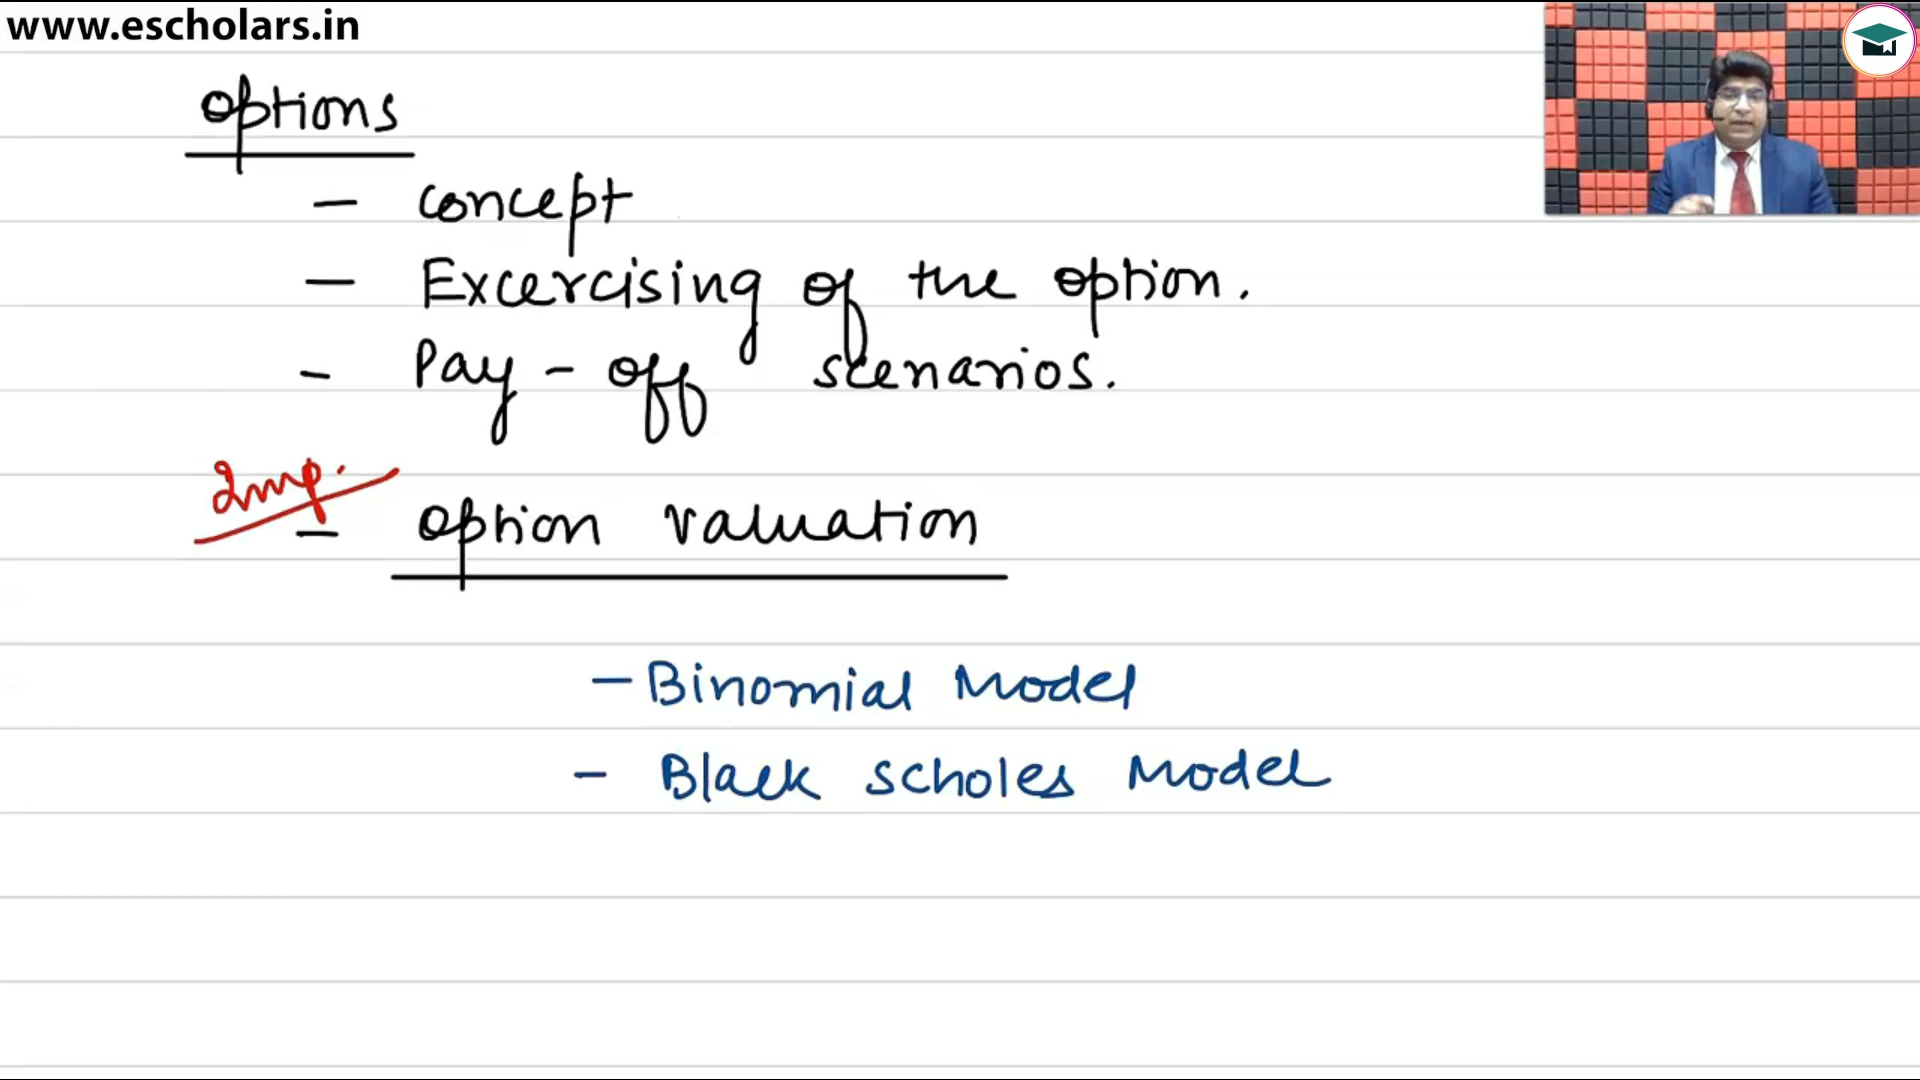 www.escholars.in
options
- concept
- Excercising of the option.
- Pay-off scenarios.
Imp.
- option valuation
- Binomial Model
- Black scholes Model